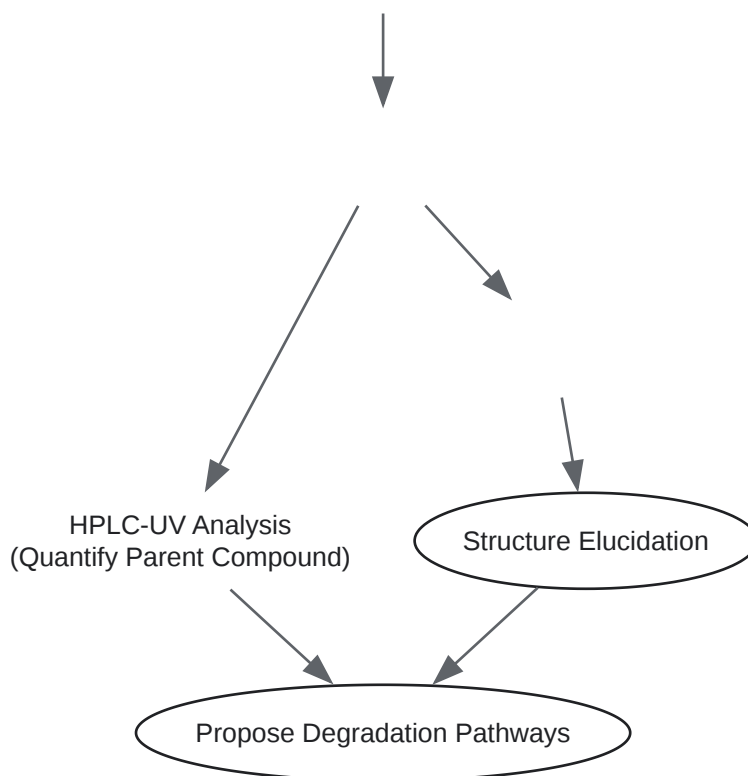 HPLC-UV Analysis
(Quantify Parent Compound)
Structure Elucidation
Propose Degradation Pathways